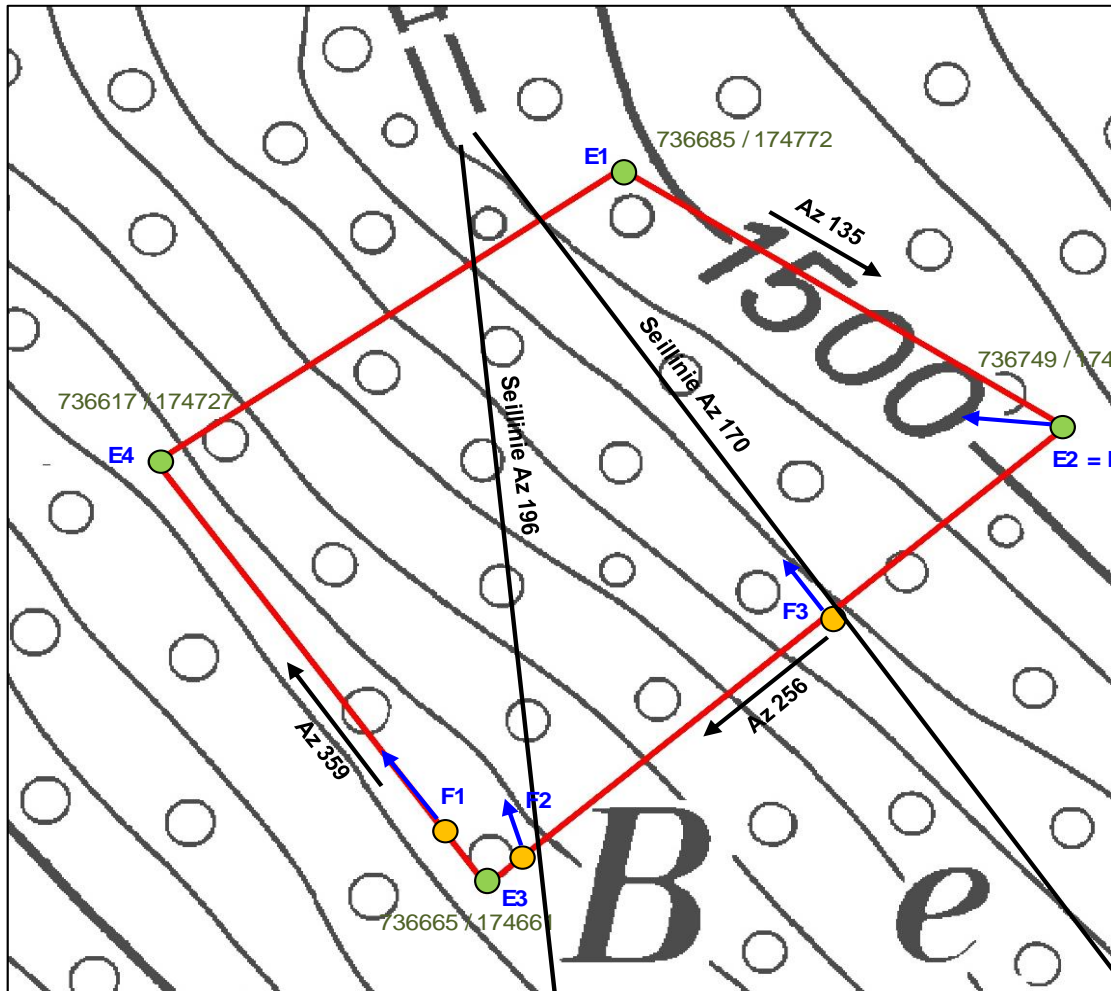 736685 / 174772
E1
Az 135
1500
736749 / 174
Seillinie Az 170
736617 / 174727
Seillinie Az 196
E4
E2 =
F3
Az 256
Az 359
F1
F2
E3
736665 / 174661
Be